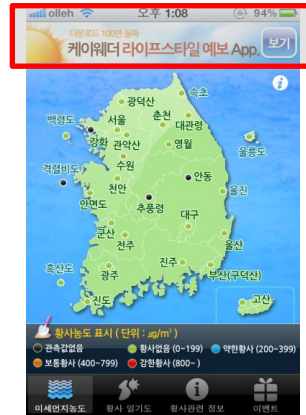 olleh 오후 1:08 94%
다운로드 100만 돌파
케이웨더 라이프스타일 예보 App.
보기
광덕산
속초
백령도
서울
춘천
대관령
강화
관악산
영월
울릉도
격렬비도
수원
천안
안동
울진
안면도
추풍령
대구
군산
전주
울산
흑산도
광주
진주
부산(구덕산)
진도
고산
황사농도 표시 ( 단위 : ㎍/m³ )
관측값없음 황사없음 (0~199) 약한황사 (200~399)
보통황사 (400~799) 강한황사 (800~ )
미세먼지농도 황사 일기도 황사관련 정보 이벤트